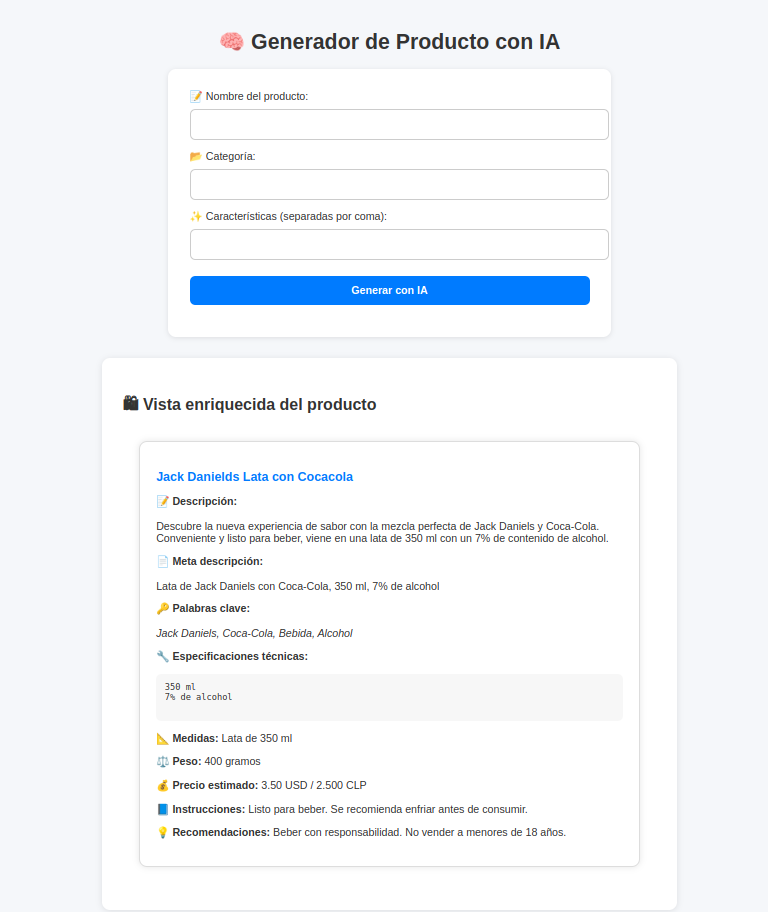 🧠 Generador de Producto con IA
📝 Nombre del producto:
📂 Categoría:
✨ Características (separadas por coma):
Generar con IA
🛍 Vista enriquecida del producto
Jack Danields Lata con Cocacola
📝 Descripción:
Descubre la nueva experiencia de sabor con la mezcla perfecta de Jack Daniels y Coca-Cola.
Conveniente y listo para beber, viene en una lata de 350 ml con un 7% de contenido de alcohol.
📄 Meta descripción:
Lata de Jack Daniels con Coca-Cola, 350 ml, 7% de alcohol
🔑 Palabras clave:
Jack Daniels, Coca-Cola, Bebida, Alcohol
🔧 Especificaciones técnicas:
350 ml
7% de alcohol
📐 Medidas: Lata de 350 ml
⚖️ Peso: 400 gramos
💰 Precio estimado: 3.50 USD / 2.500 CLP
📘 Instrucciones: Listo para beber. Se recomienda enfriar antes de consumir.
💡 Recomendaciones: Beber con responsabilidad. No vender a menores de 18 años.